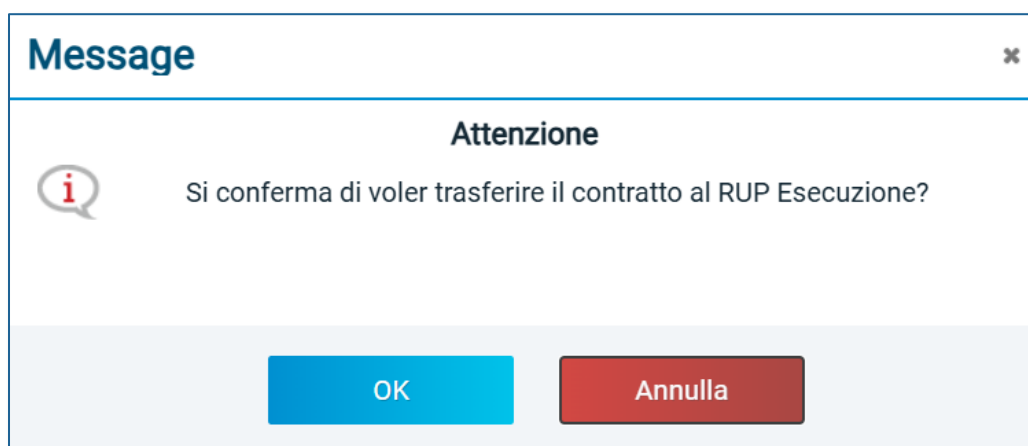 Message
Attenzione
Si conferma di voler trasferire il contratto al RUP Esecuzione?
OK
Annulla